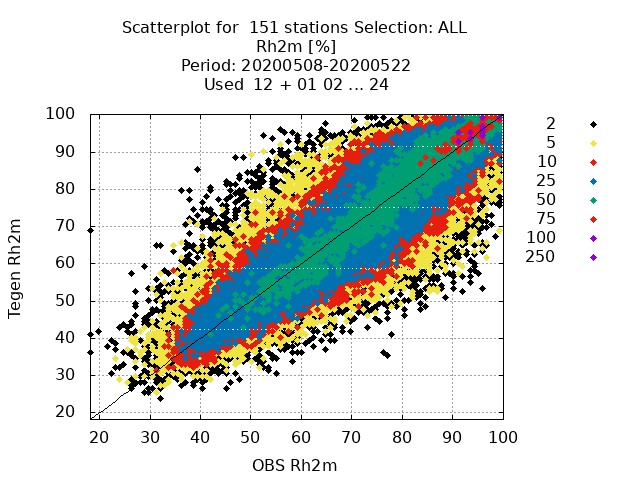 Scatterplot for  151 stations Selection: ALL
Rh2m [%]
Period: 20200508-20200522
Used  12 + 01 02 ... 24
100
90
80
70
60
50
40
30
20
Tegen Rh2m
20 30 40 50 60 70 80 90 100
OBS Rh2m
2
5
10
25
50
75
100
250